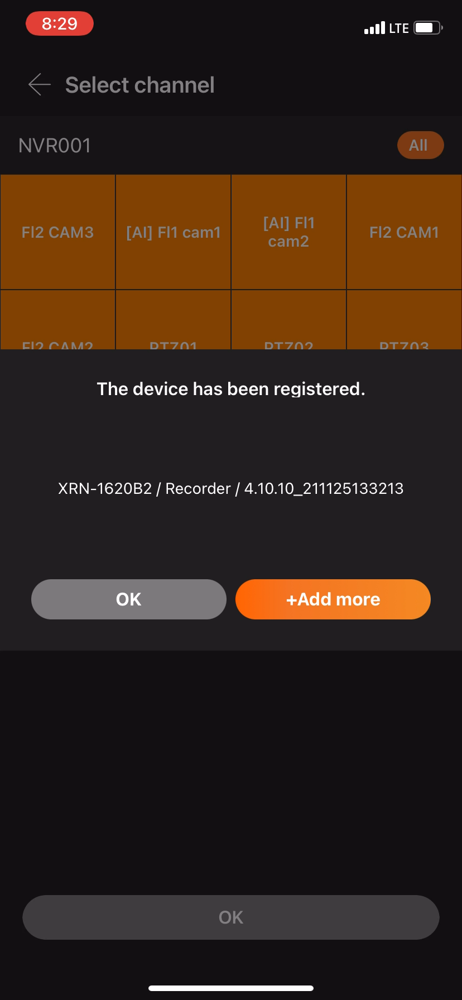 8:29
LTE
Select channel
NVR001
All
Fl2 CAM3
[AI] Fl1 cam1
[AI] Fl1
cam2
Fl2 CAM1
Fl2 CAM2
PTZ01
PTZ02
PTZ03
The device has been registered.
XRN-1620B2 / Recorder / 4.10.10_211125133213
OK
+Add more
OK